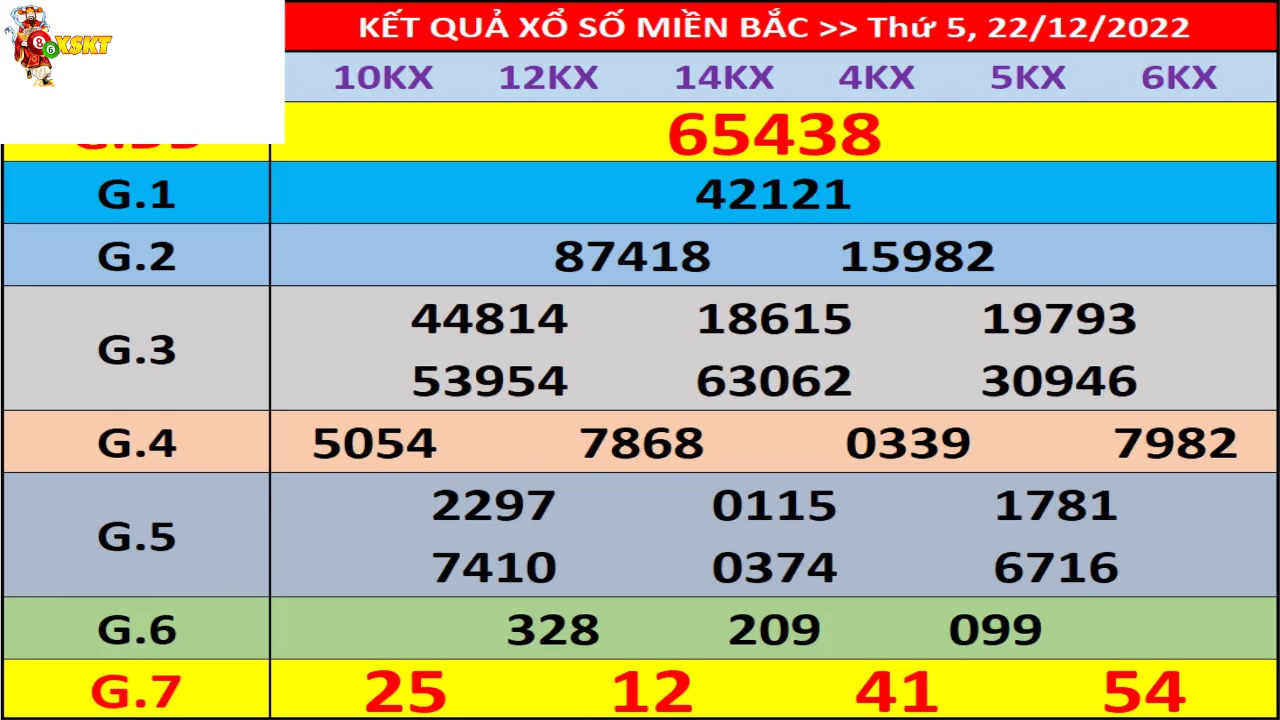 XSKT
86
KẾT QUẢ XỔ SỐ MIỀN BẮC >> Thứ 5, 22/12/2022
10KX 12KX 14KX 4KX 5KX 6KX
65438
G.1 42121
G.2 87418 15982
G.3
44814 18615 19793
53954 63062 30946
G.4 5054 7868 0339 7982
G.5
2297 0115 1781
7410 0374 6716
G.6 328 209 099
G.7 25 12 41 54